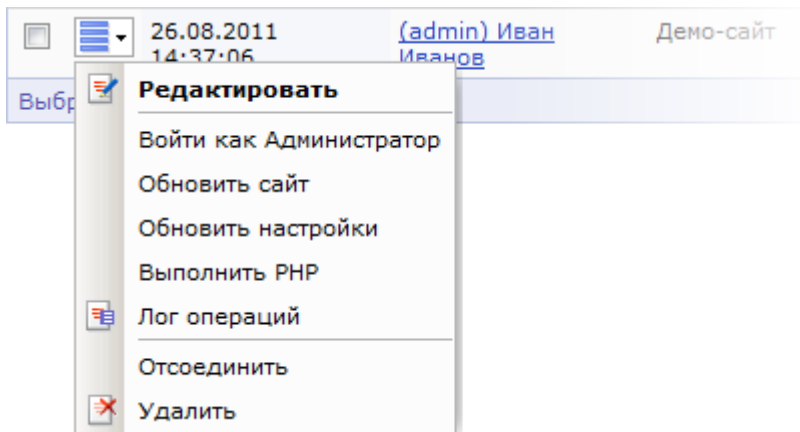 26.08.2011
14:37:06
(admin) Иван
Иванов
Демо-сайт
Редактировать
Войти как Администратор
Обновить сайт
Обновить настройки
Выполнить PHP
Лог операций
Отсоединить
Удалить